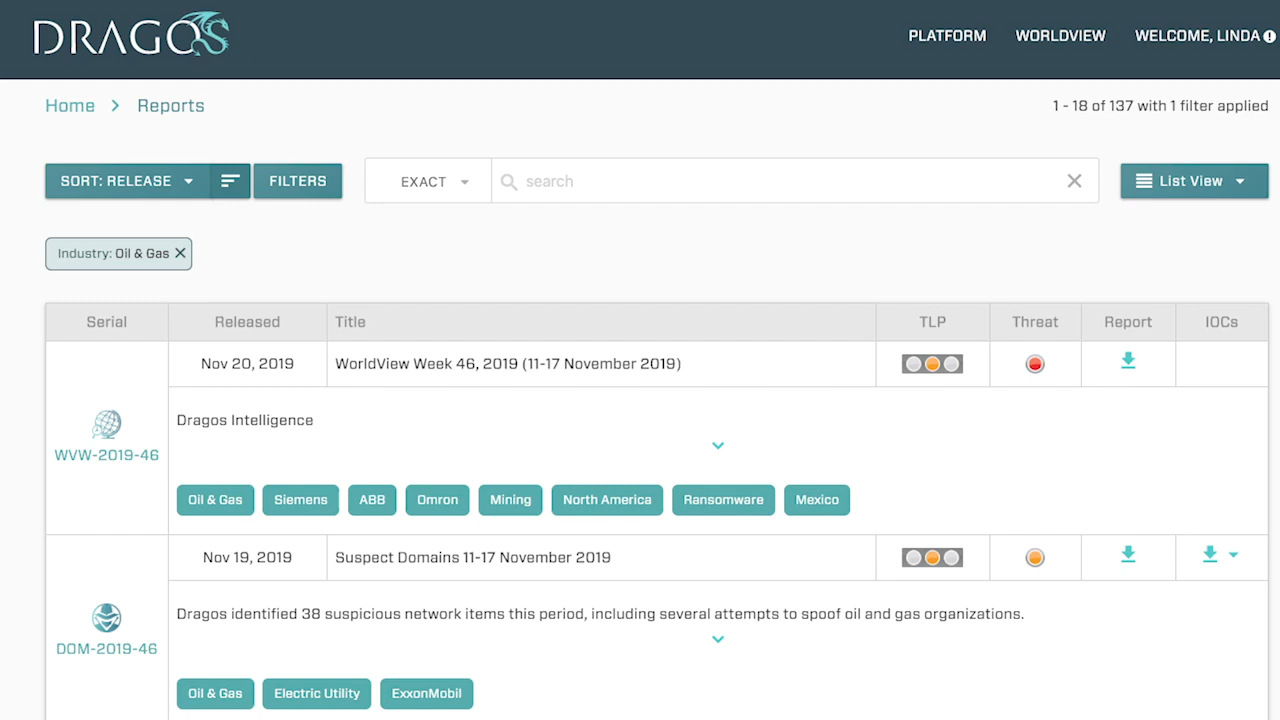 DRAGOS
PLATFORM WORLDVIEW WELCOME, LINDA
Home > Reports
1 - 18 of 137 with 1 filter applied
SORT: RELEASE FILTERS EXACT search List View
Industry: Oil & Gas
Serial Released Title TLP Threat Report IOCs
Nov 20, 2019 WorldView Week 46, 2019 (11-17 November 2019)
Dragos Intelligence
WVW-2019-46
Oil & Gas Siemens ABB Omron Mining North America Ransomware Mexico
Nov 19, 2019 Suspect Domains 11-17 November 2019
Dragos identified 38 suspicious network items this period, including several attempts to spoof oil and gas organizations.
DOM-2019-46
Oil & Gas Electric Utility ExxonMobil